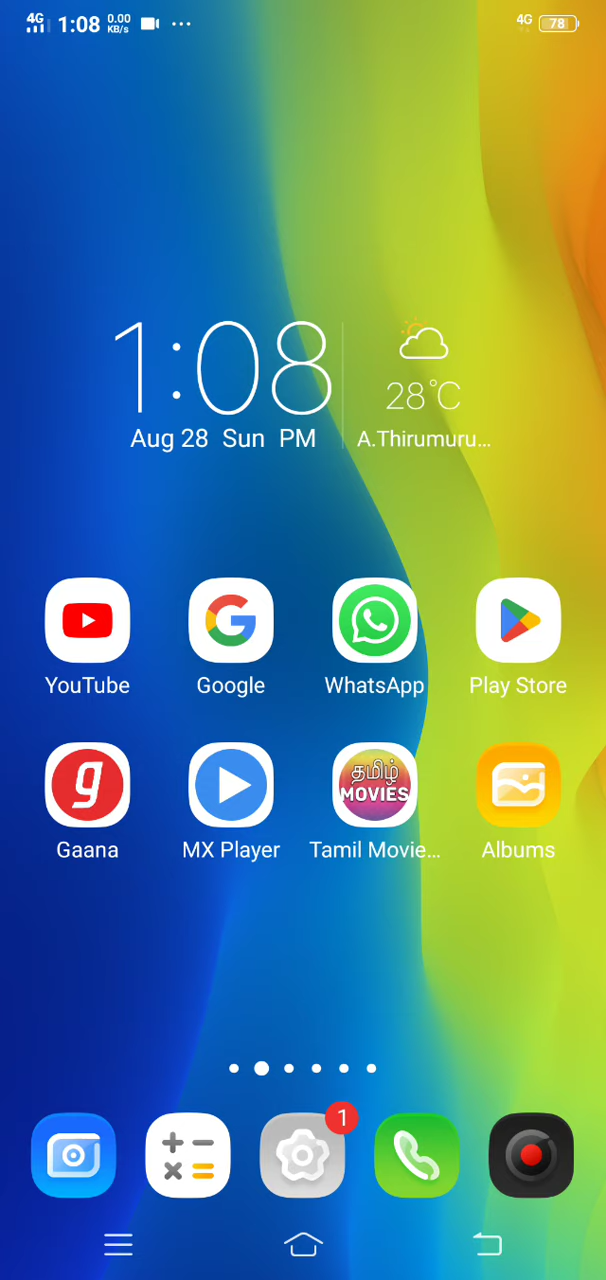 4G 1:08 0.00 KB/s ... 4G 78
1:08
28°C
Aug 28 Sun PM
A.Thirumuru...
YouTube Google WhatsApp Play Store
g தமிழ்
MOVIES
Gaana MX Player Tamil Movie... Albums
1